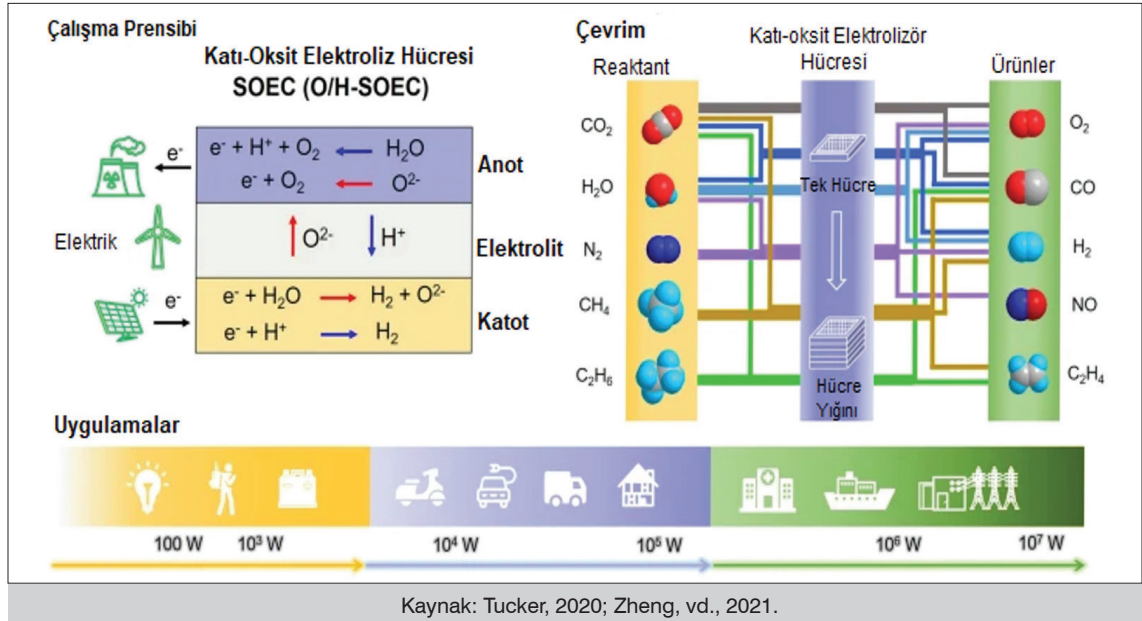 Çalışma Prensibi
Katı-Oksit Elektroliz Hücresi
SOEC (O/H-SOEC)
e⁻
e⁻ + H⁺ + O₂ H₂O
e⁻ + O₂ O²⁻
Anot
Elektrik
O²⁻ H⁺
Elektrolit
e⁻
e⁻ + H₂O H₂ + O²⁻
e⁻ + H⁺ H₂
Katot
Çevrim
Katı-oksit Elektrolizör
Hücresi
Reaktant
Ürünler
CO₂
H₂O
N₂
CH₄
C₂H₆
Tek Hücre
Hücre
Yığını
O₂
CO
H₂
NO
C₂H₄
Uygulamalar
100 W 10³ W 10⁴ W 10⁵ W 10⁶ W 10⁷ W
Kaynak: Tucker, 2020; Zheng, vd., 2021.